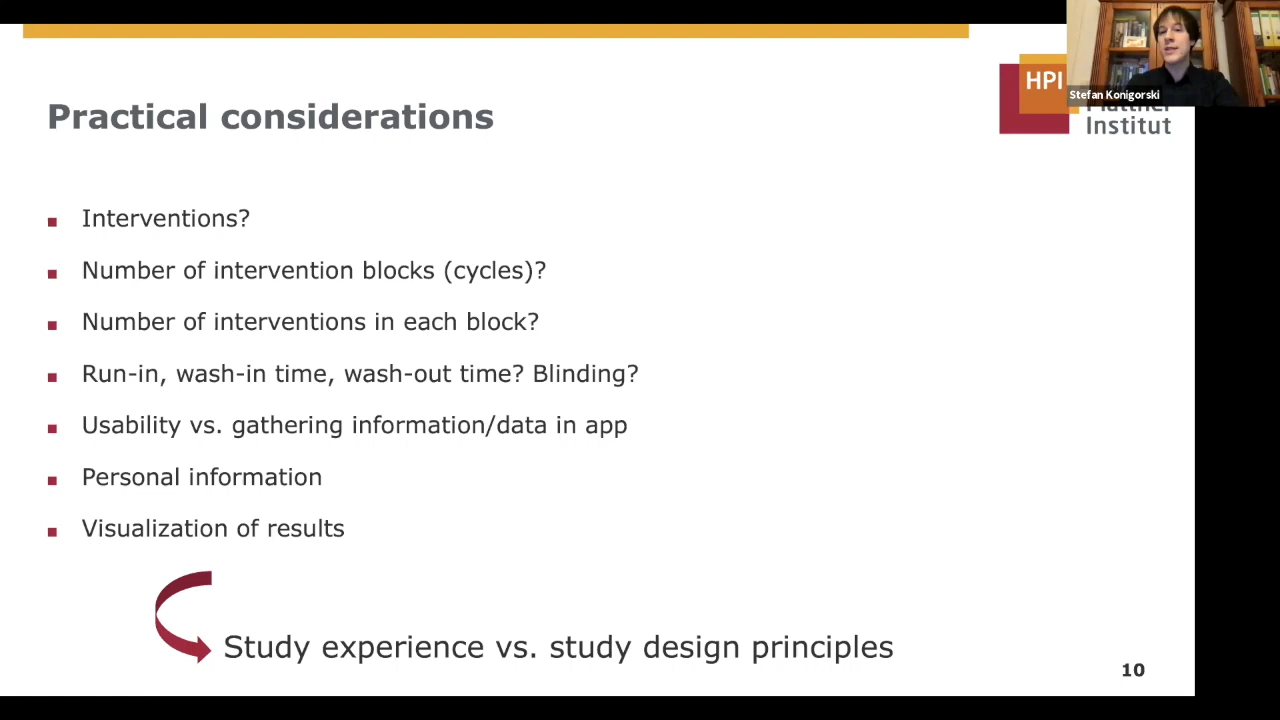 Practical considerations
HPI
Stefan Konigorski
Institut
Interventions?
Number of intervention blocks (cycles)?
Number of interventions in each block?
Run-in, wash-in time, wash-out time? Blinding?
Usability vs. gathering information/data in app
Personal information
Visualization of results
Study experience vs. study design principles
10